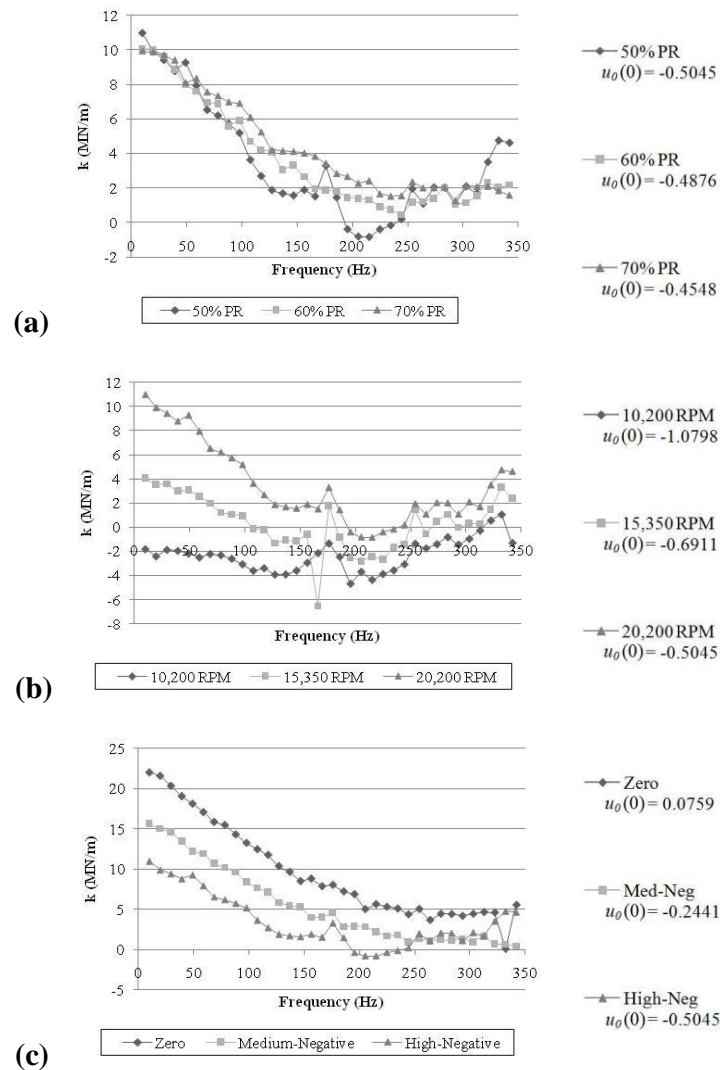 12
10
8
6
4
2
0
-2
k (MN/m)
0 50 100 150 200 250 300 350
Frequency (Hz)
50% PR 60% PR 70% PR
50% PR
u₀(0) = -0.5045
60% PR
u₀(0) = -0.4876
70% PR
u₀(0) = -0.4548
(a)
12
10
8
6
4
2
0
-2
-4
-6
-8
k (MN/m)
0 50 100 150 200 250 300 350
Frequency (Hz)
10,200 RPM 15,350 RPM 20,200 RPM
10,200 RPM
u₀(0) = -1.0798
15,350 RPM
u₀(0) = -0.6911
20,200 RPM
u₀(0) = -0.5045
(b)
25
20
15
10
5
0
-5
k (MN/m)
0 50 100 150 200 250 300 350
Frequency (Hz)
Zero Medium-Negative High-Negative
Zero
u₀(0) = 0.0759
Med-Neg
u₀(0) = -0.2441
High-Neg
u₀(0) = -0.5045
(c)